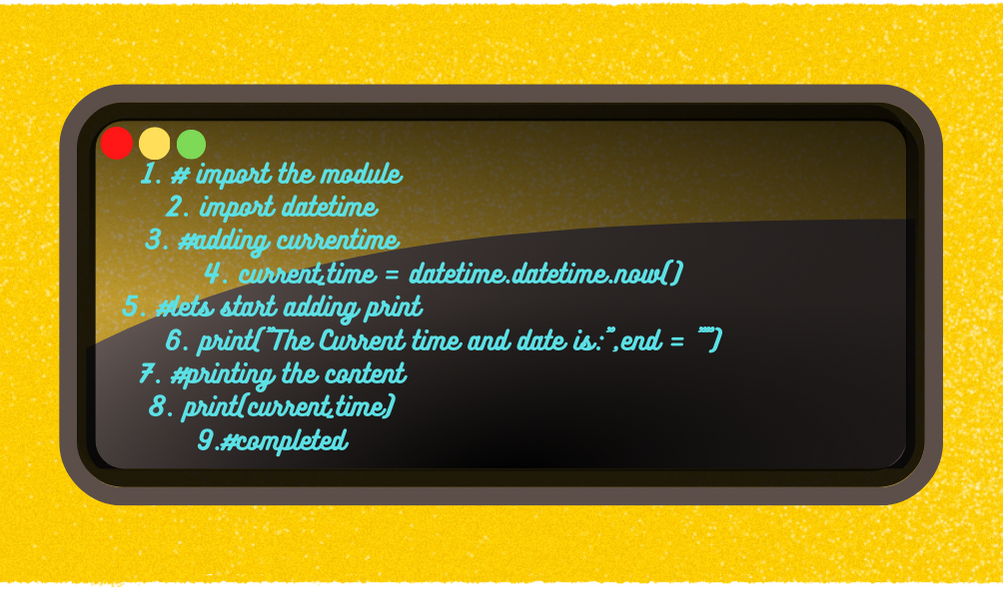 1. # import the module
2. import datetime
3. #adding currentime
4. current_time = datetime.datetime.now()
5. #lets start adding print
6. print("The Current time and date is:",end = "")
7. #printing the content
8. print(current_time)
9.#completed